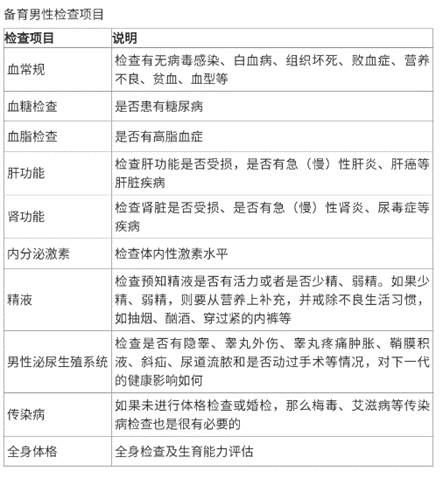 备育男性检查项目
检查项目 说明
血常规
检查有无病毒感染、白血病、组织坏死、败血症、营养
不良、贫血、血型等
血糖检查 是否患有糖尿病
血脂检查 是否有高脂血症
肝功能
检查肝功能是否受损，是否有急（慢）性肝炎、肝癌等
肝脏疾病
肾功能
检查肾脏是否受损、是否有急（慢）性肾炎、尿毒症等
疾病
内分泌激素 检查体内性激素水平
精液
检查预知精液是否有活力或者是否少精、弱精。如果少
精、弱精，则要从营养上补充，并戒除不良生活习惯，
如抽烟、酗酒、穿过紧的内裤等
男性泌尿生殖系统
检查是否有隐睾、睾丸外伤、睾丸疼痛肿胀、鞘膜积
液、斜疝、尿道流脓和是否动过手术等情况，对下一代
的健康影响如何
传染病
如果未进行体格检查或婚检，那么梅毒、艾滋病等传染
病检查也是很有必要的
全身体格 全身检查及生育能力评估